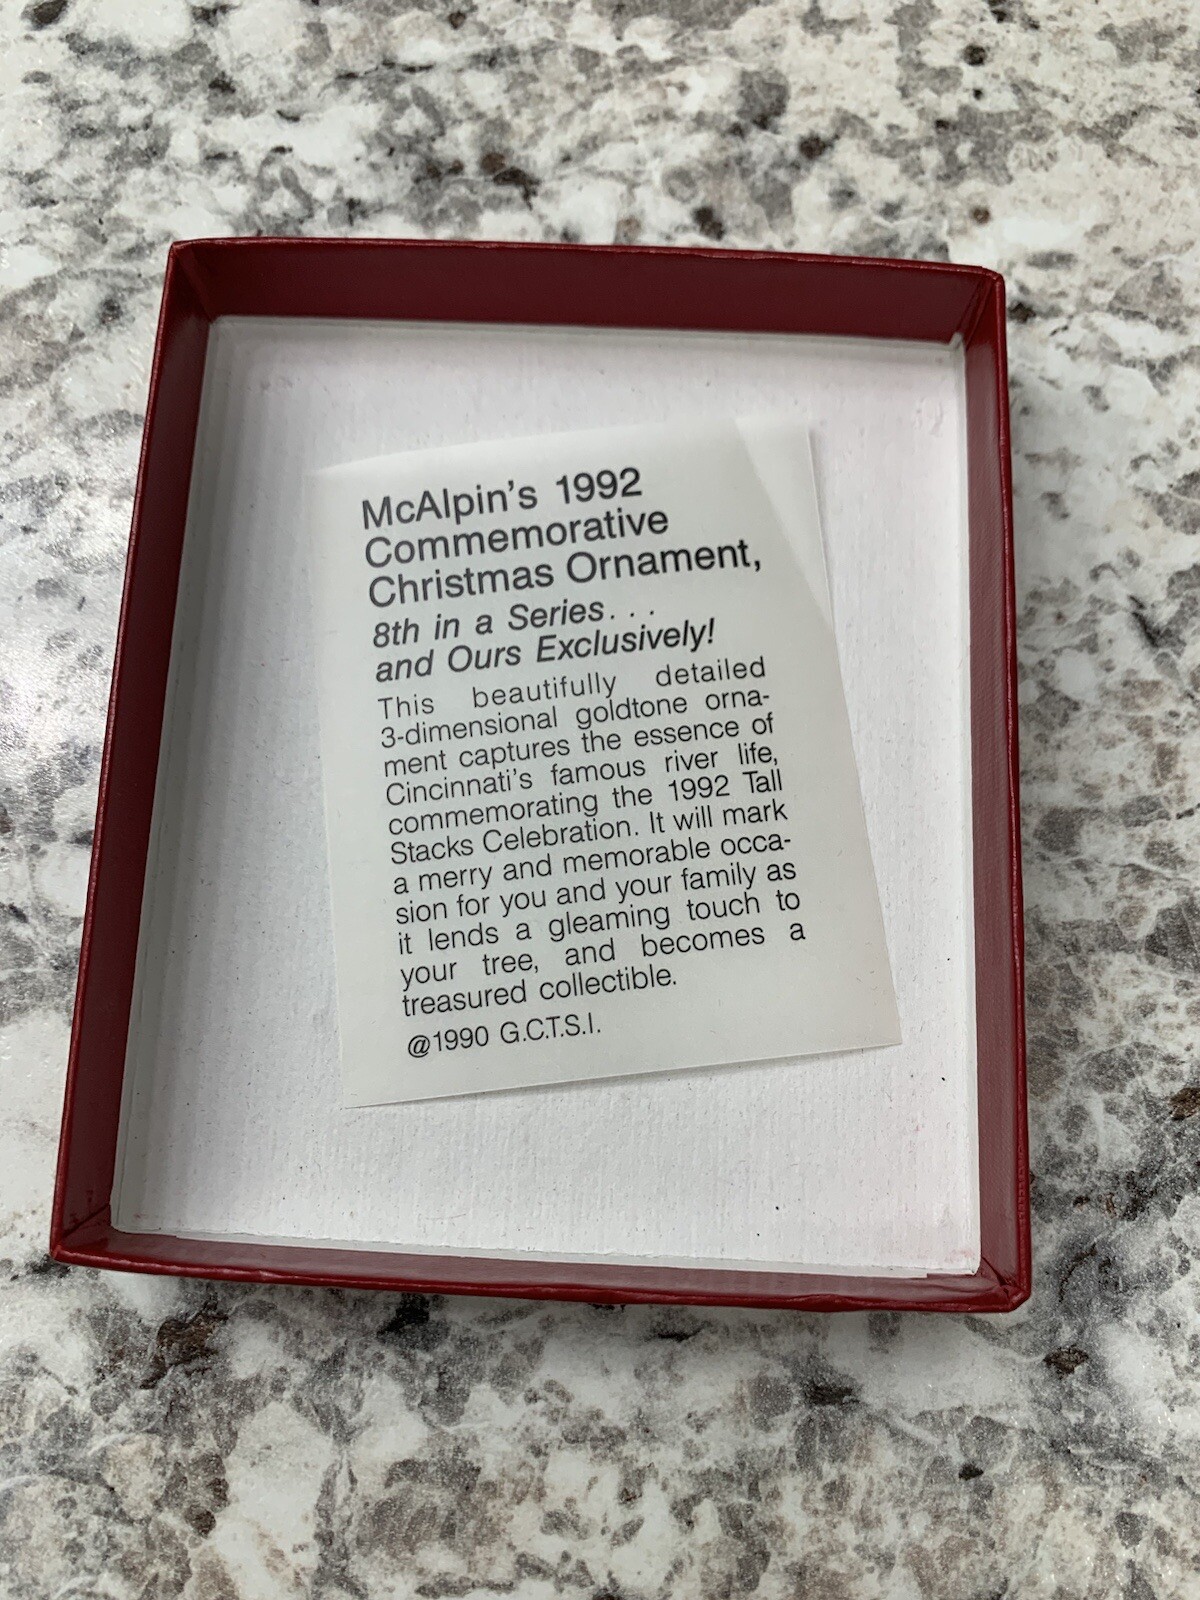 McAlpin's 1992
Commemorative
Christmas Ornament,
8th in a Series. . .
and Ours Exclusively!
This beautifully detailed
3-dimensional goldtone orna-
ment captures the essence of
Cincinnati's famous river life,
commemorating the 1992 Tall
Stacks Celebration. It will mark
a merry and memorable occa-
sion for you and your family as
it lends a gleaming touch to
your tree, and becomes a
treasured collectible.
@1990 G.C.T.S.I.